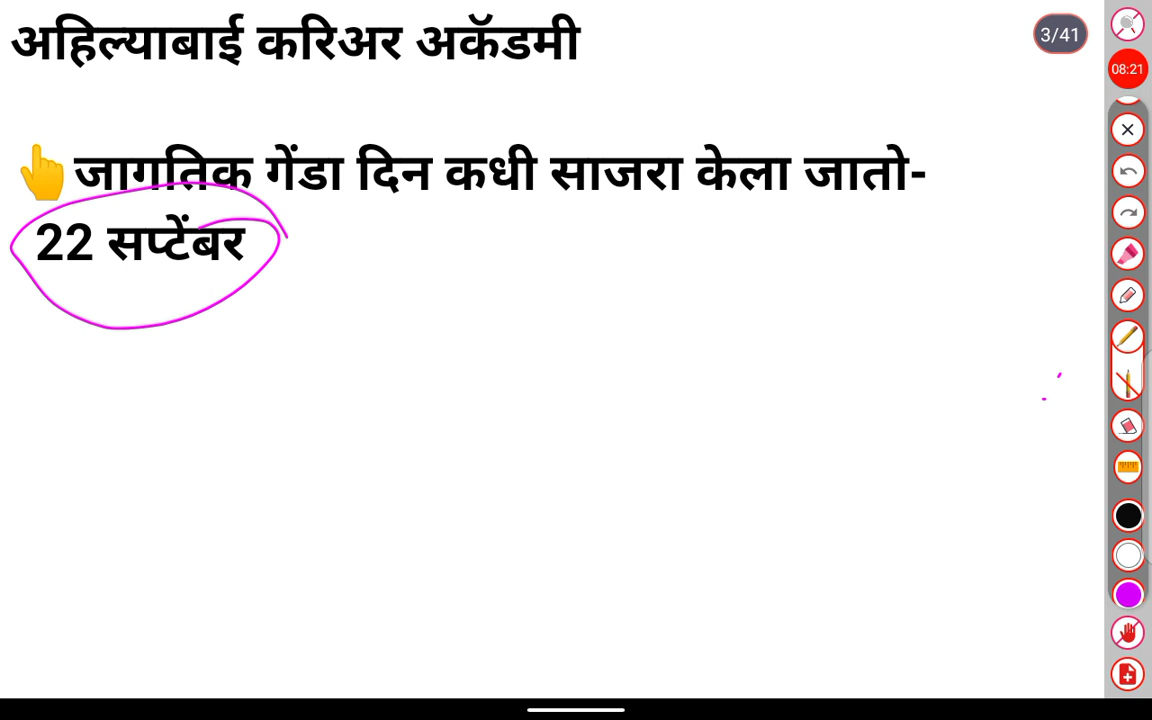 अहिल्याबाई करिअर अकॅडमी
3/41
08:21
👆जागतिक गेंडा दिन कधी साजरा केला जातो-
22 सप्टेंबर